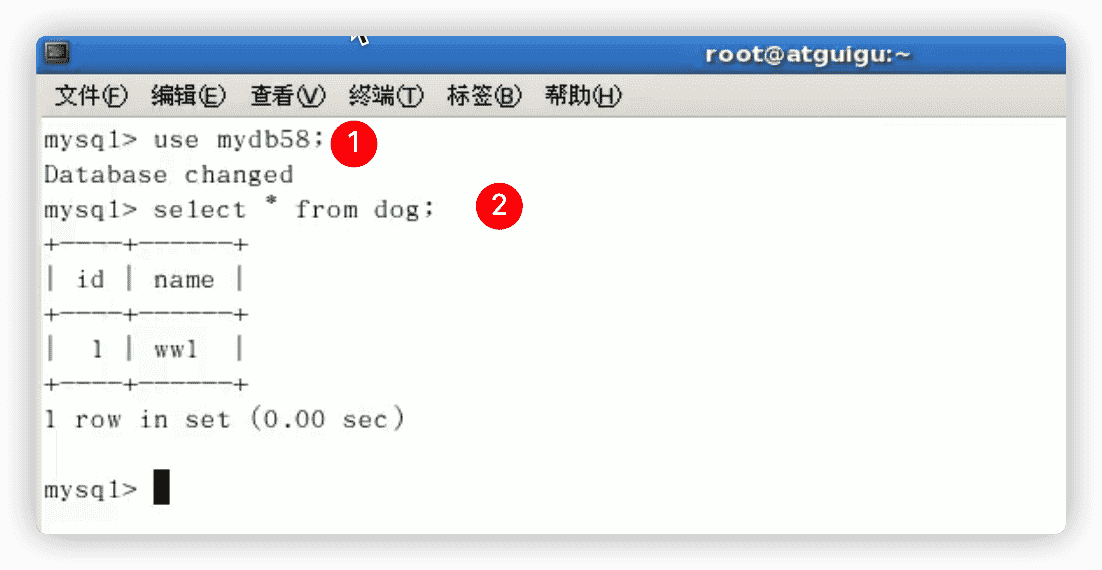 root@atguigu:~
文件(F) 编辑(E) 查看(V) 终端(T) 标签(B) 帮助(H)
mysql> use mydb58; 1
Database changed
mysql> select * from dog; 2
+----+------+
| id | name |
+----+------+
|  1 | ww1  |
+----+------+
1 row in set (0.00 sec)
mysql>